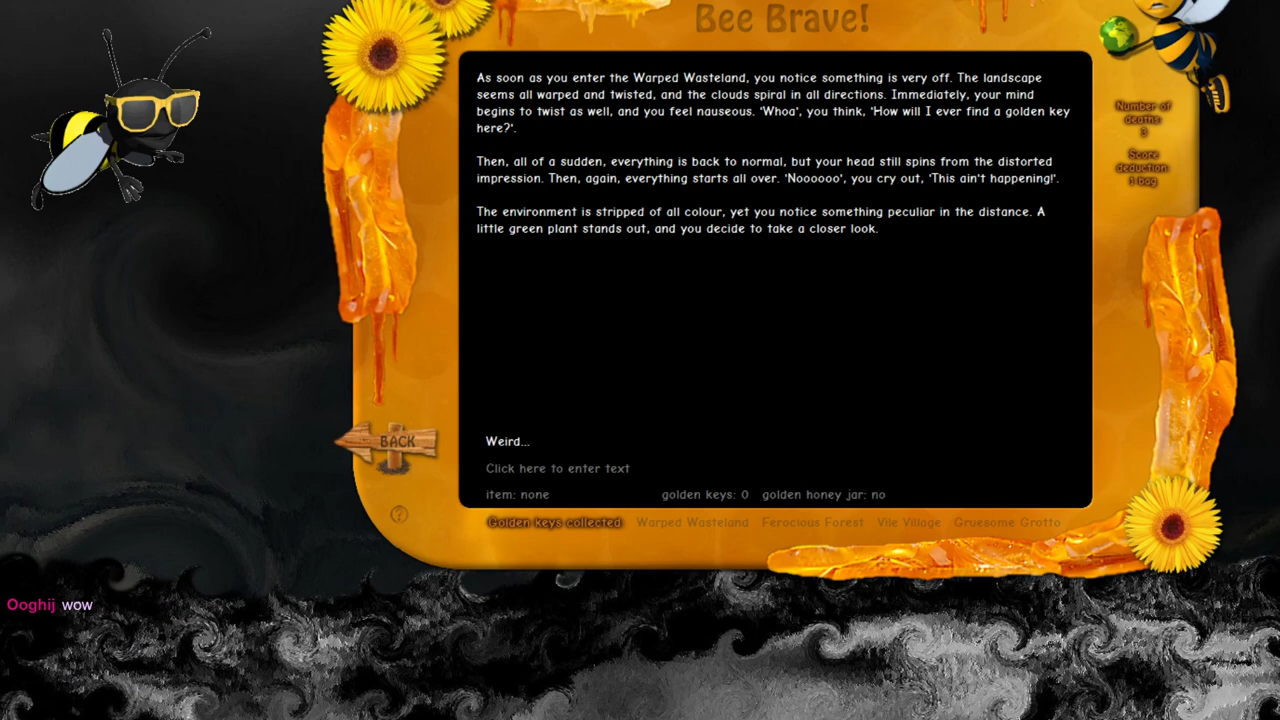 Bee Brave!
As soon as you enter the Warped Wasteland, you notice something is very off. The landscape
seems all warped and twisted, and the clouds spiral in all directions. Immediately, your mind
begins to twist as well, and you feel nauseous. 'Whoa', you think, 'How will I ever find a golden key
here?'.
Then, all of a sudden, everything is back to normal, but your head still spins from the distorted
impression. Then, again, everything starts all over. 'Noooooo', you cry out, 'This ain't happening!'.
The environment is stripped of all colour, yet you notice something peculiar in the distance. A
little green plant stands out, and you decide to take a closer look.
Number of
deaths:
3
Score
deduction:
1 bag
Weird...
BACK
Click here to enter text
item: none golden keys: 0 golden honey jar: no
?
Golden keys collected Warped Wasteland Ferocious Forest Vile Village Gruesome Grotto
Ooghij wow